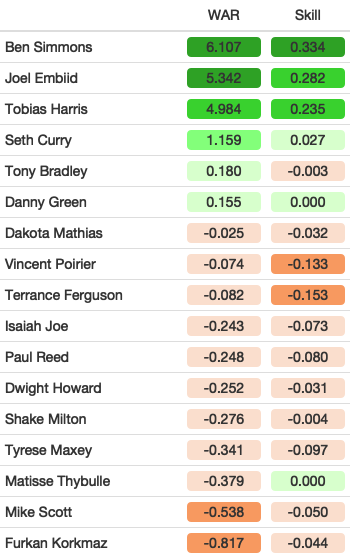 WAR Skill
Ben Simmons 6.107 0.334
Joel Embiid 5.342 0.282
Tobias Harris 4.984 0.235
Seth Curry 1.159 0.027
Tony Bradley 0.180 -0.003
Danny Green 0.155 0.000
Dakota Mathias -0.025 -0.032
Vincent Poirier -0.074 -0.133
Terrance Ferguson -0.082 -0.153
Isaiah Joe -0.243 -0.073
Paul Reed -0.248 -0.080
Dwight Howard -0.252 -0.031
Shake Milton -0.276 -0.004
Tyrese Maxey -0.341 -0.097
Matisse Thybulle -0.379 0.000
Mike Scott -0.538 -0.050
Furkan Korkmaz -0.817 -0.044